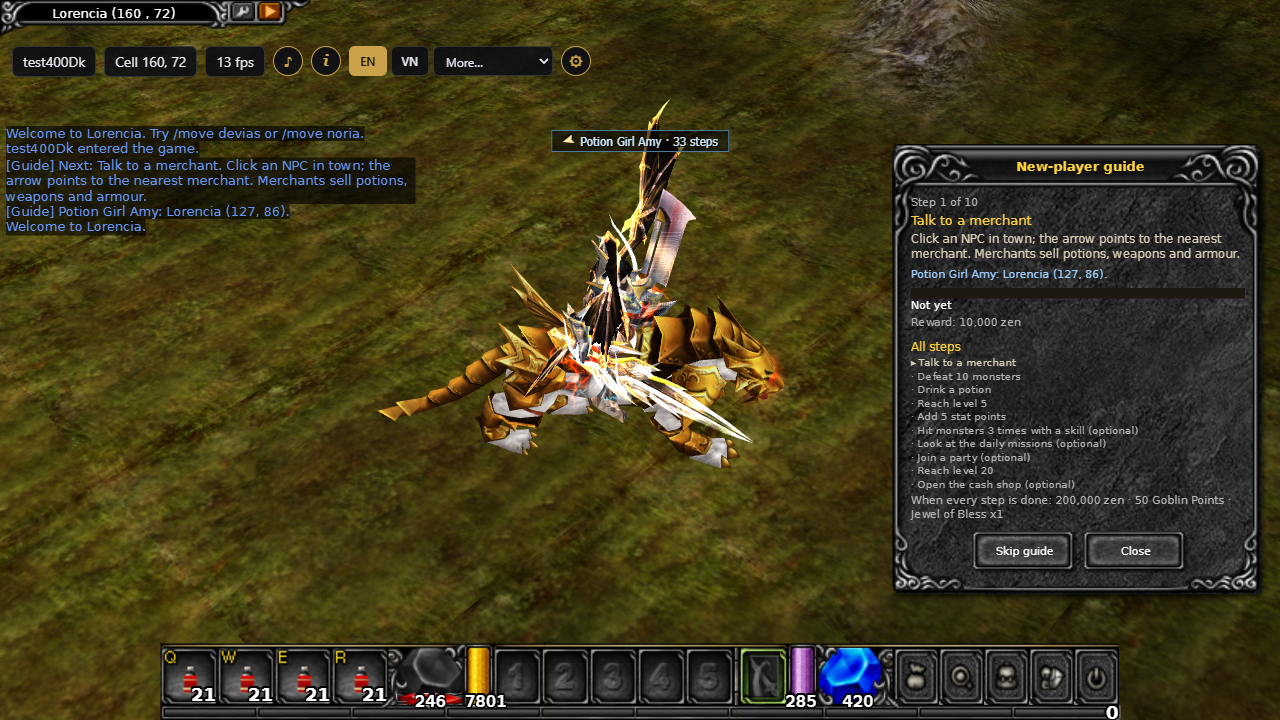 Lorencia (160 , 72)
test400Dk
Cell 160, 72
13 fps
EN
VN
More...
Welcome to Lorencia. Try /move devias or /move noria.
test400Dk entered the game.
[Guide] Next: Talk to a merchant. Click an NPC in town; the
arrow points to the nearest merchant. Merchants sell potions,
weapons and armour.
[Guide] Potion Girl Amy: Lorencia (127, 86).
Welcome to Lorencia.
Potion Girl Amy · 33 steps
New-player guide
Step 1 of 10
Talk to a merchant
Click an NPC in town; the arrow points to the nearest
merchant. Merchants sell potions, weapons and armour.
Potion Girl Amy: Lorencia (127, 86).
Not yet
Reward: 10,000 zen
All steps
▸ Talk to a merchant
· Defeat 10 monsters
· Drink a potion
· Reach level 5
· Add 5 stat points
· Hit monsters 3 times with a skill (optional)
· Look at the daily missions (optional)
· Join a party (optional)
· Reach level 20
· Open the cash shop (optional)
When every step is done: 200,000 zen · 50 Goblin Points ·
Jewel of Bless x1
Skip guide
Close
Q W E R
21 21 21 21
246 7801
1 2 3 4 5
285 420
0